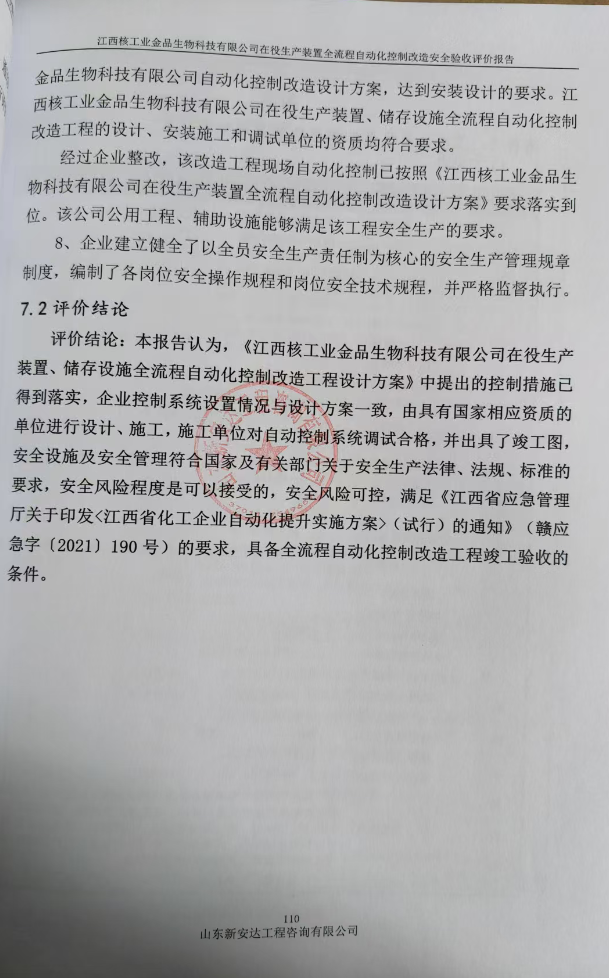 江西核工业金品生物科技有限公司在役生产装置全流程自动化控制改造安全验收评价报告
金品生物科技有限公司自动化控制改造设计方案，达到安装设计的要求。江
西核工业金品生物科技有限公司在役生产装置、储存设施全流程自动化控制
改造工程的设计、安装施工和调试单位的资质均符合要求。
经过企业整改，该改造工程现场自动化控制已按照《江西核工业金品生
物科技有限公司在役生产装置全流程自动化控制改造设计方案》要求落实到
位。该公司公用工程、辅助设施能够满足该工程安全生产的要求。
8、企业建立健全了以全员安全生产责任制为核心的安全生产管理规章
制度，编制了各岗位安全操作规程和岗位安全技术规程，并严格监督执行。
7.2评价结论
评价结论：本报告认为，《江西核工业金品生物科技有限公司在役生产
装置、储存设施全流程自动化控制改造工程设计方案》中提出的控制措施已
得到落实，企业控制系统设置情况与设计方案一致，由具有国家相应资质的
单位进行设计、施工，施工单位对自动控制系统调试合格，并出具了竣工图，
安全设施及安全管理符合国家及有关部门关于安全生产法律、法规、标准的
要求，安全风险程度是可以接受的，安全风险可控，满足《江西省应急管理
厅关于印发<江西省化工企业自动化提升实施方案>（试行）的通知》（赣应
急字〔2021〕190号）的要求，具备全流程自动化控制改造工程竣工验收的
条件。
110
山东新安达工程咨询有限公司